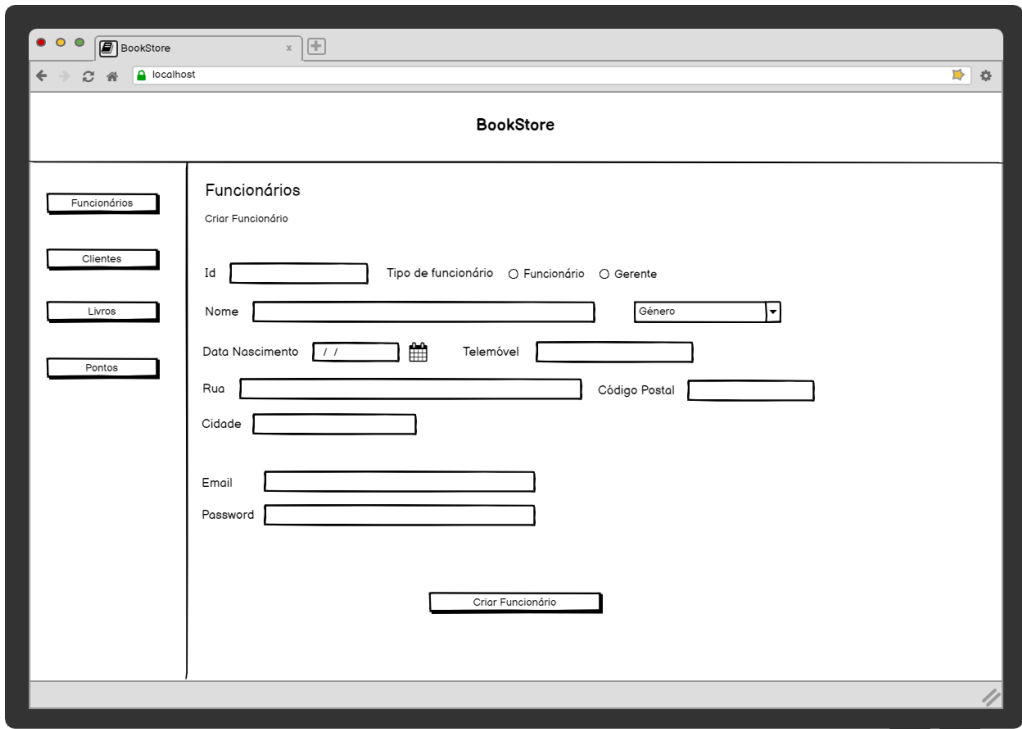 BookStore
localhost
BookStore
Funcionários
Clientes
Livros
Pontos
Funcionários
Criar Funcionário
Id
Tipo de funcionário
Funcionário
Gerente
Nome
Género
Data Nascimento
/ /
Telemóvel
Rua
Código Postal
Cidade
Email
Password
Criar Funcionário